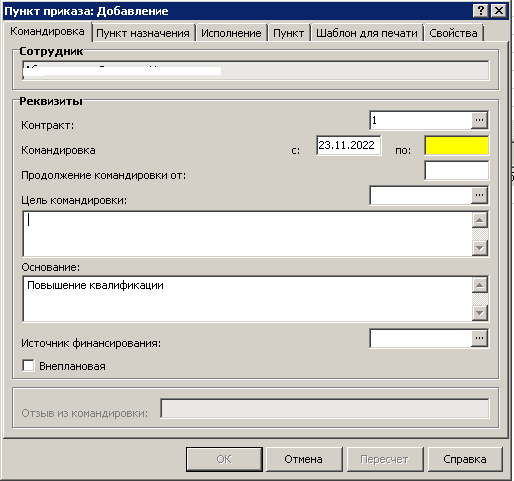 Пункт приказа: Добавление
Командировка Пункт назначения Исполнение Пункт Шаблон для печати Свойства
Сотрудник
Реквизиты
Контракт: 1 ...
Командировка с: 23.11.2022 по:
Продолжение командировки от:
Цель командировки: ...
Основание:
Повышение квалификации
Источник финансирования: ...
Внеплановая
Отзыв из командировки:
ОК Отмена Пересчет Справка